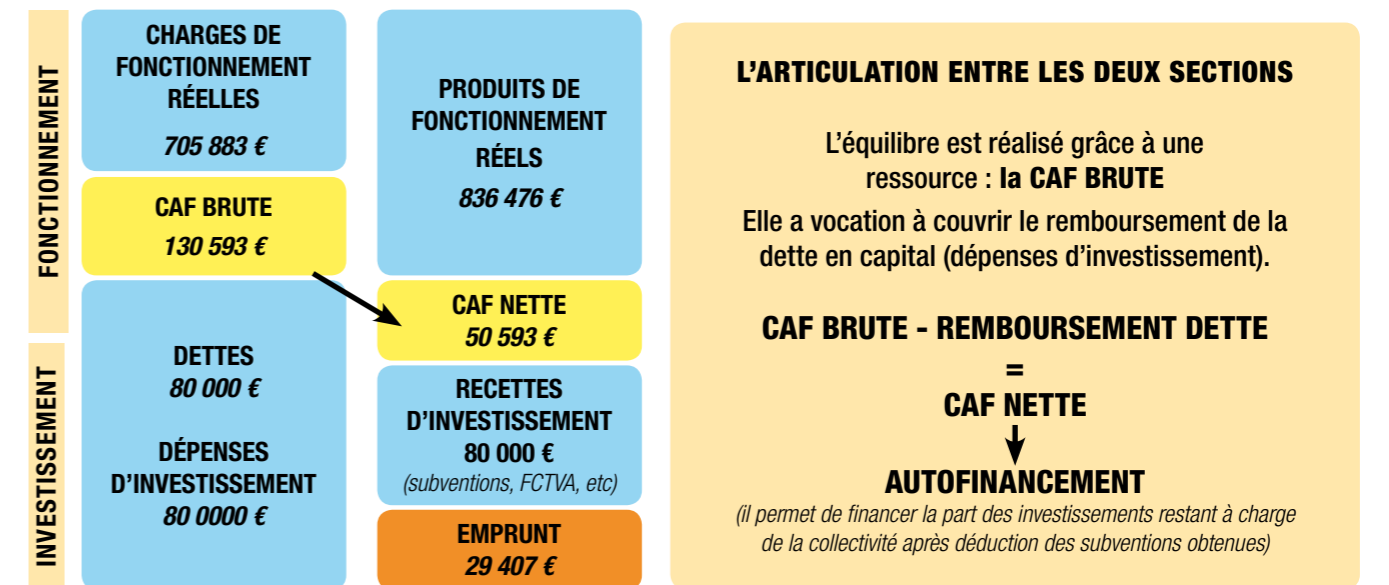 FONCTIONNEMENT
CHARGES DE
FONCTIONNEMENT
RÉELLES
705 883 €
CAF BRUTE
130 593 €
PRODUITS DE
FONCTIONNEMENT
RÉELS
836 476 €
INVESTISSEMENT
DETTES
80 000 €
DÉPENSES
D’INVESTISSEMENT
80 0000 €
CAF NETTE
50 593 €
RECETTES
D’INVESTISSEMENT
80 000 €
(subventions, FCTVA, etc)
EMPRUNT
29 407 €
L’ARTICULATION ENTRE LES DEUX SECTIONS
L’équilibre est réalisé grâce à une
ressource : la CAF BRUTE
Elle a vocation à couvrir le remboursement de la
dette en capital (dépenses d’investissement).
CAF BRUTE - REMBOURSEMENT DETTE
=
CAF NETTE
AUTOFINANCEMENT
(il permet de financer la part des investissements restant à charge
de la collectivité après déduction des subventions obtenues)